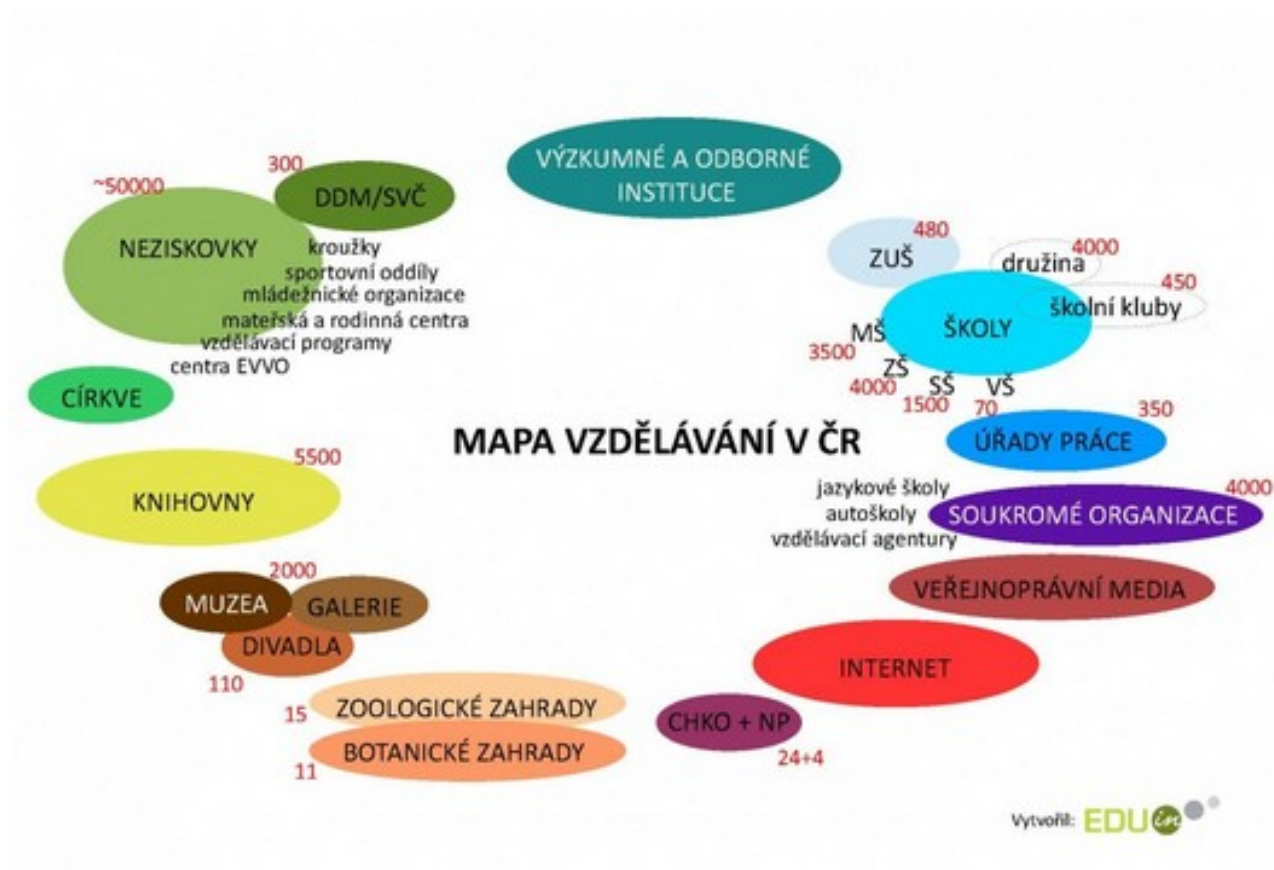 VÝZKUMNÉ A ODBORNÉ
INSTITUCE
300
~50000
DDM/SVČ
NEZISKOVKY
kroužky
sportovní oddíly
mládežnické organizace
mateřská a rodinná centra
vzdělávací programy
centra EVVO
480
ZUŠ
4000
družina
450
školní kluby
ŠKOLY
MŠ
3500
ZŠ
4000
SŠ
1500
VŠ
70
CÍRKVE
MAPA VZDĚLÁVÁNÍ V ČR
350
ÚŘADY PRÁCE
5500
KNIHOVNY
jazykové školy
autoškoly
vzdělávací agentury
4000
SOUKROMÉ ORGANIZACE
VEŘEJNOPRÁVNÍ MEDIA
2000
MUZEA
GALERIE
DIVADLA
110
INTERNET
15
ZOOLOGICKÉ ZAHRADY
11
BOTANICKÉ ZAHRADY
CHKO + NP
24+4
Vytvořil: EDUin